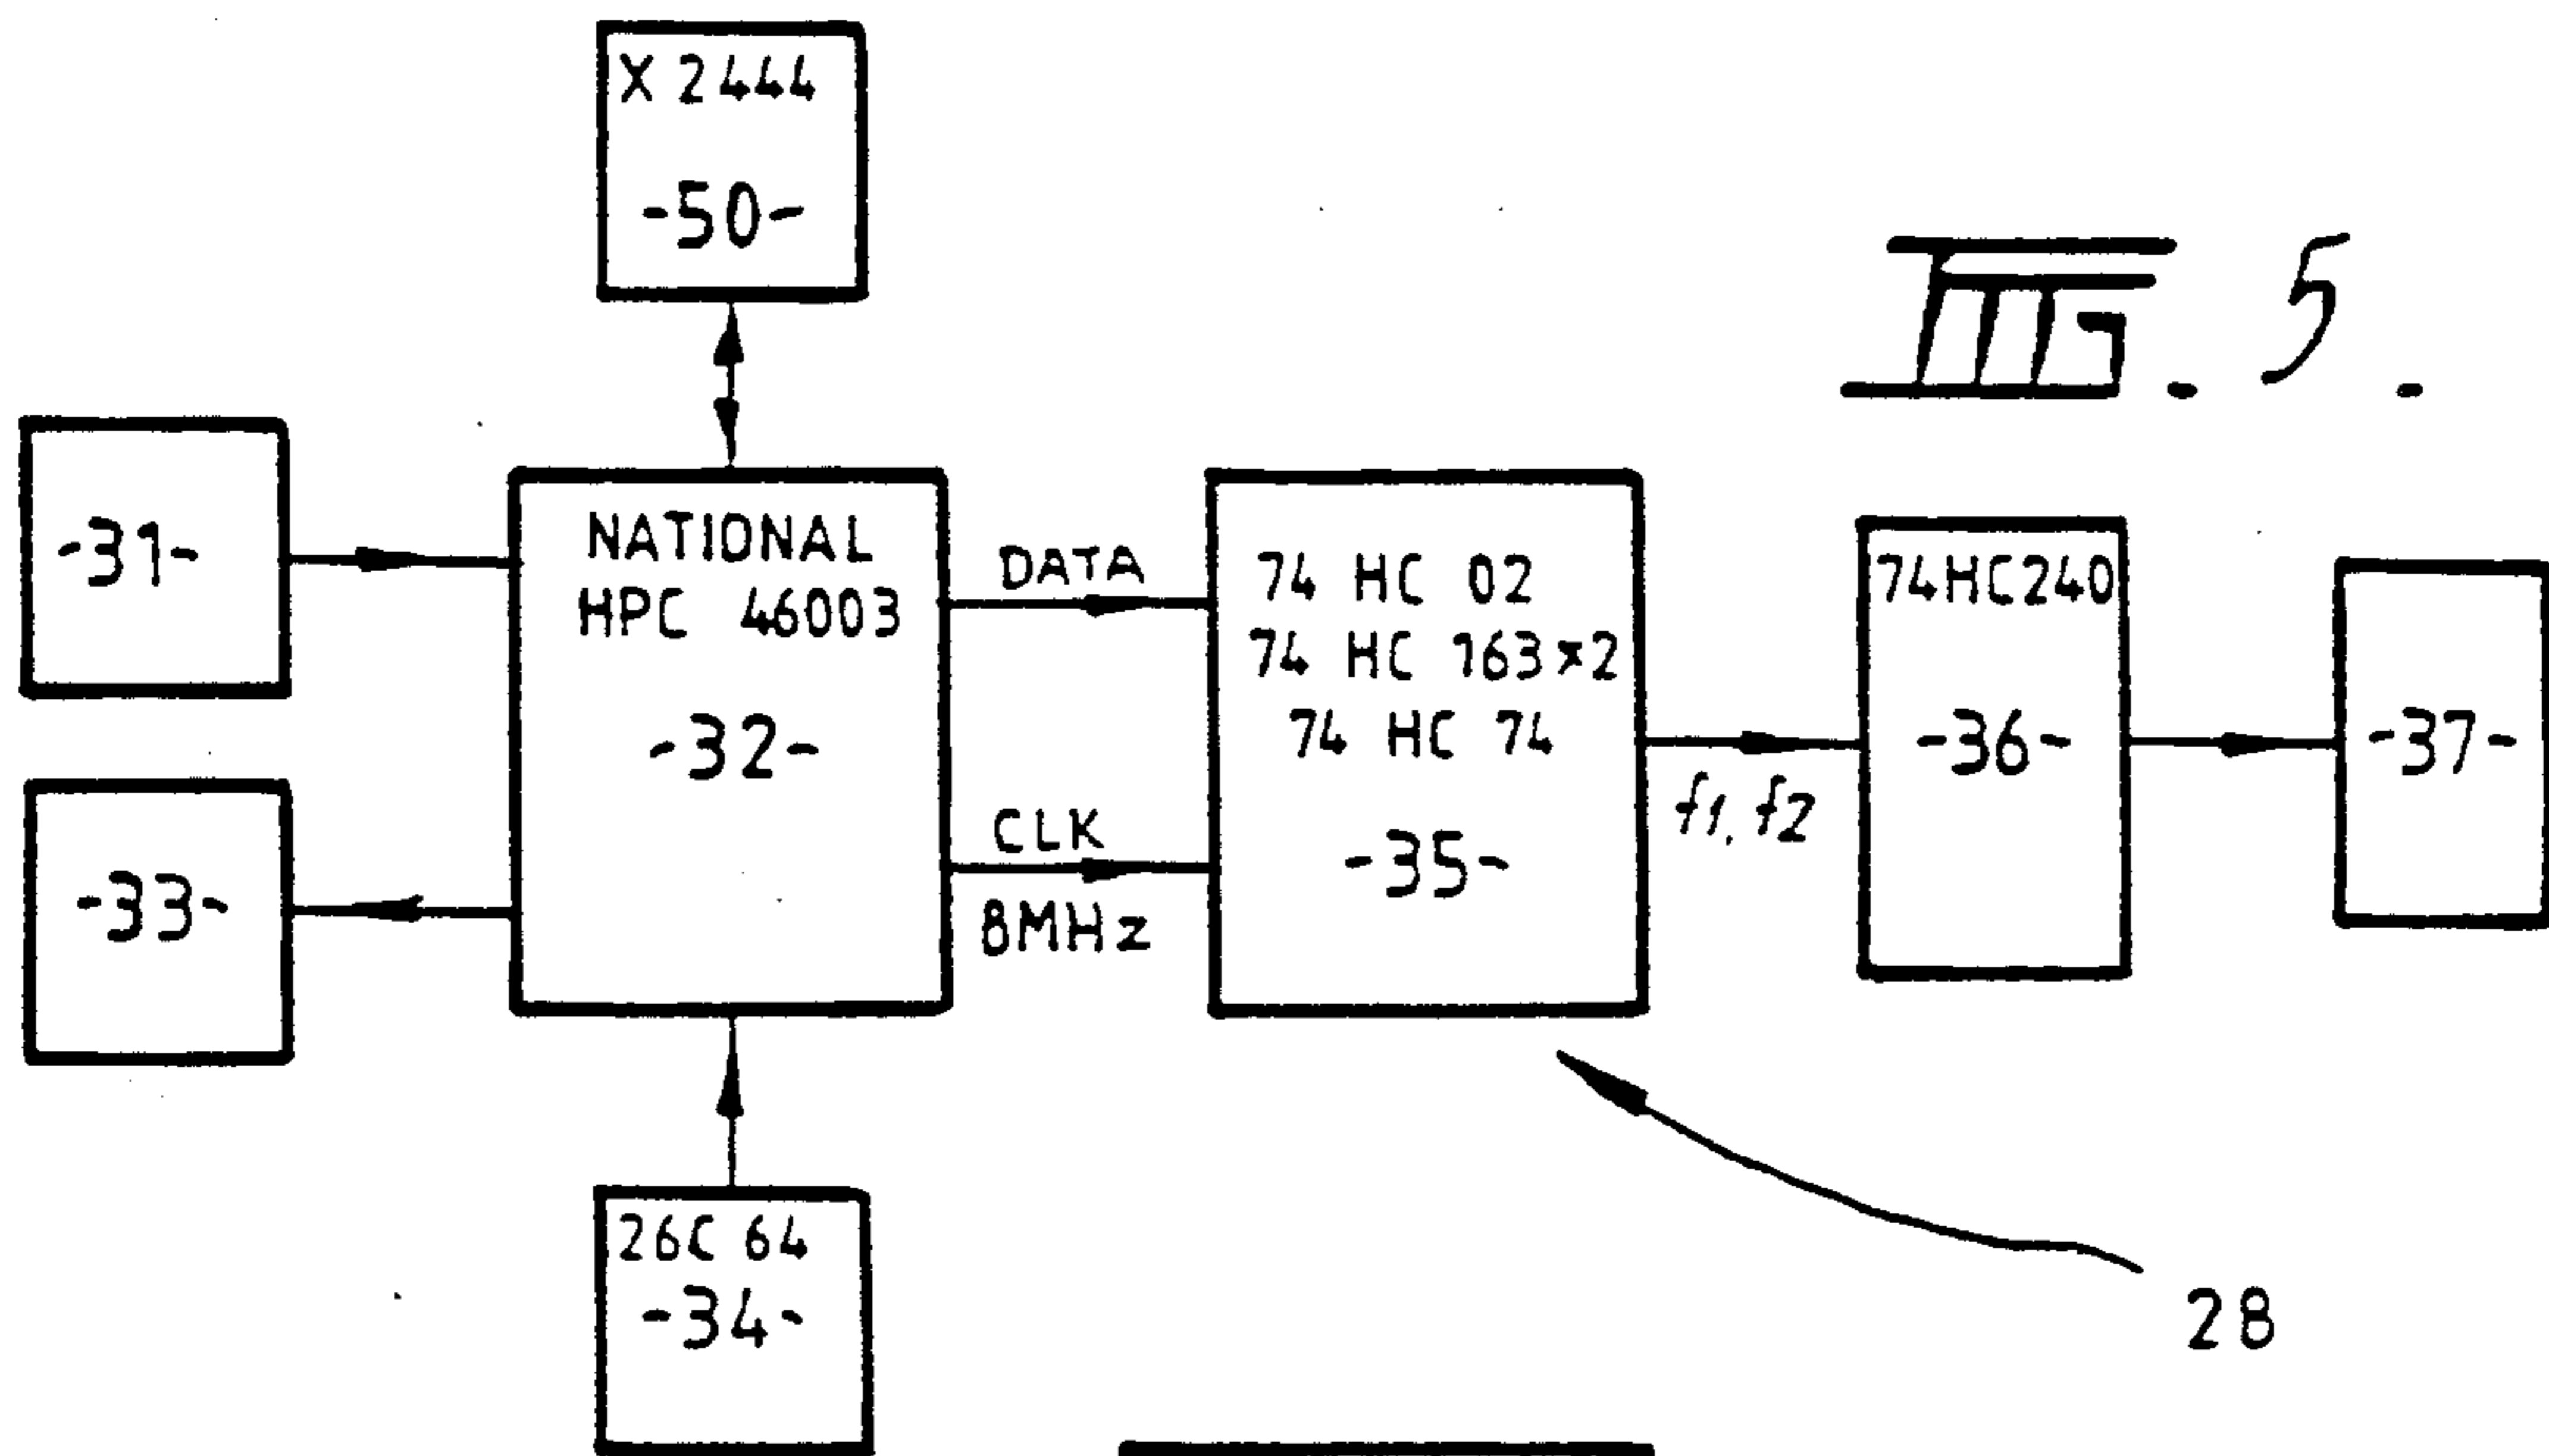 X 2444
-50-
FIG. 5.
-31-
NATIONAL
HPC 46003
-32-
DATA
CLK
8MHz
74 HC 02
74 HC 163×2
74 HC 74
-35-
f1, f2
74HC240
-36-
-37-
-33-
26C 64
-34-
28